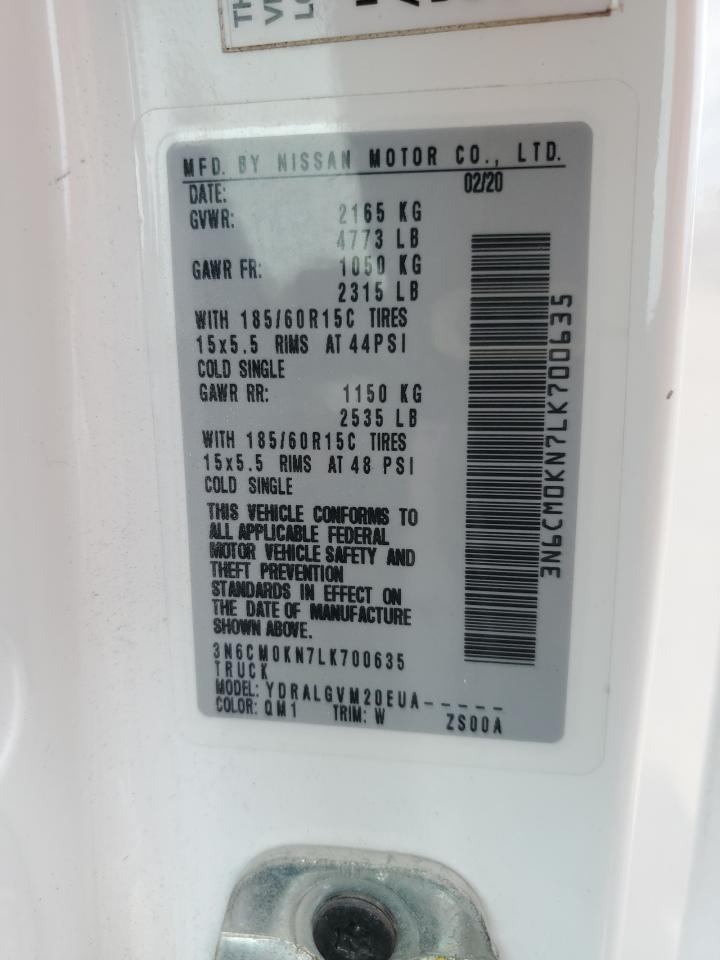 TH
VE
LO
MFD. BY NISSAN MOTOR CO., LTD.
DATE: 02/20
GVWR: 2165 KG
4773 LB
GAWR FR: 1050 KG
2315 LB
WITH 185/60R15C TIRES
15x5.5 RIMS AT 44PSI
COLD SINGLE
GAWR RR: 1150 KG
2535 LB
WITH 185/60R15C TIRES
15x5.5 RIMS AT 48 PSI
COLD SINGLE
THIS VEHICLE CONFORMS TO
ALL APPLICABLE FEDERAL
MOTOR VEHICLE SAFETY AND
THEFT PREVENTION
STANDARDS IN EFFECT ON
THE DATE OF MANUFACTURE
SHOWN ABOVE.
3N6CM0KN7LK700635
TRUCK
MODEL: YDRALGVM20EUA-----
COLOR: QM1 TRIM: W ZS00A
3N6CM0KN7LK700635